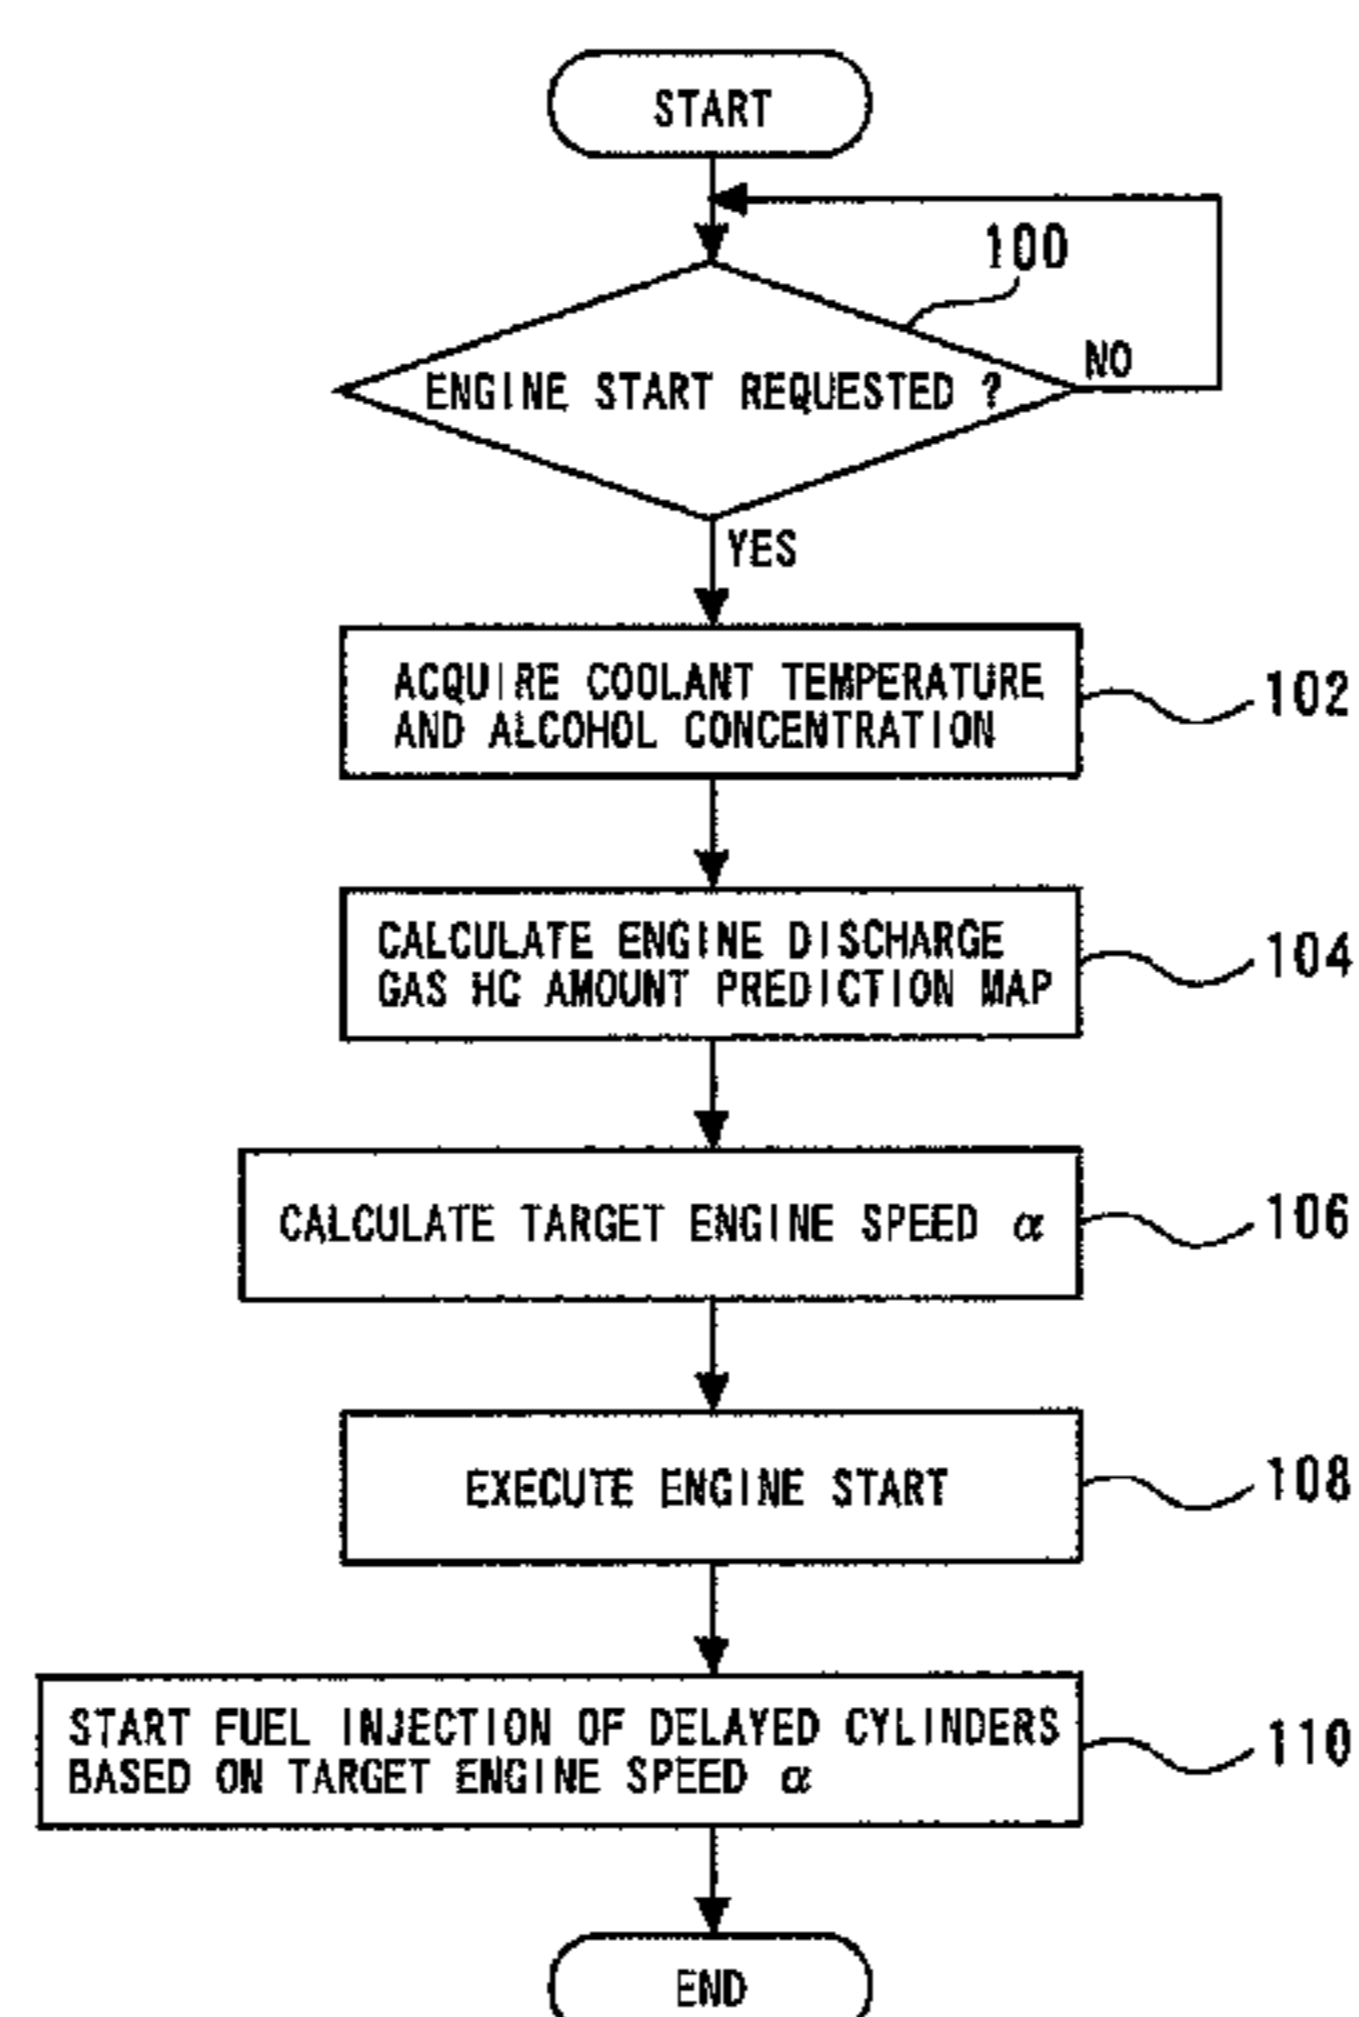 START
100
ENGINE START REQUESTED ?
NO
YES
ACQUIRE COOLANT TEMPERATURE
AND ALCOHOL CONCENTRATION
102
CALCULATE ENGINE DISCHARGE
GAS HC AMOUNT PREDICTION MAP
104
CALCULATE TARGET ENGINE SPEED α
106
EXECUTE ENGINE START
108
START FUEL INJECTION OF DELAYED CYLINDERS
BASED ON TARGET ENGINE SPEED α
110
END